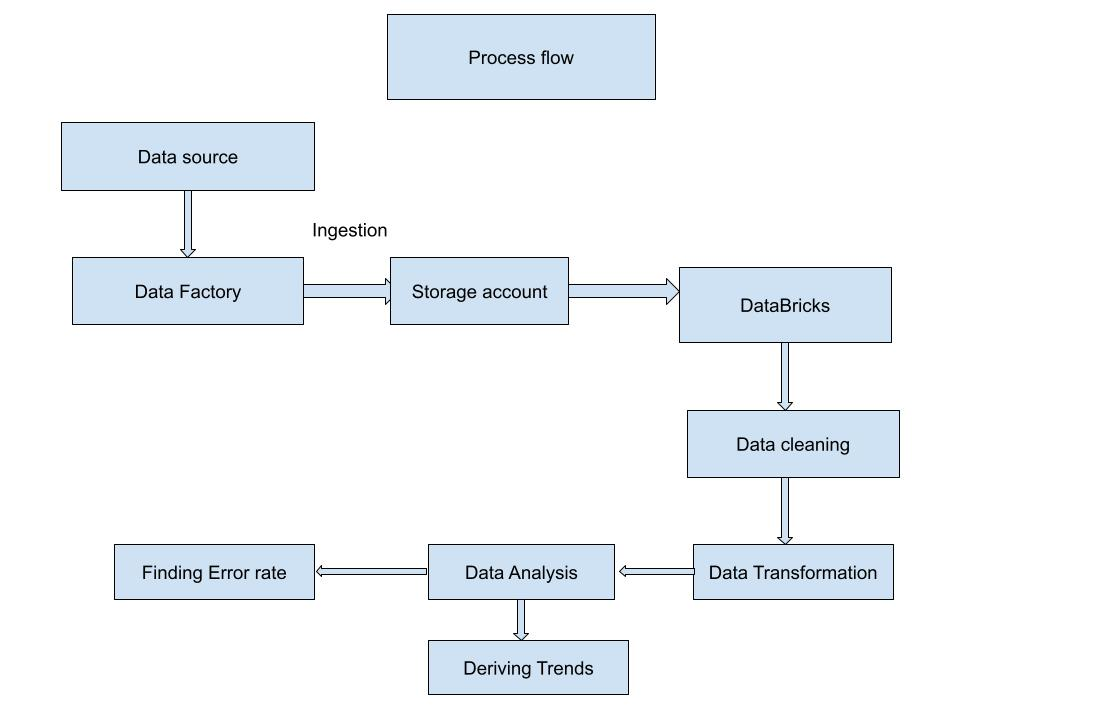 Process flow
Data source
Ingestion
Data Factory
Storage account
DataBricks
Data cleaning
Finding Error rate
Data Analysis
Data Transformation
Deriving Trends